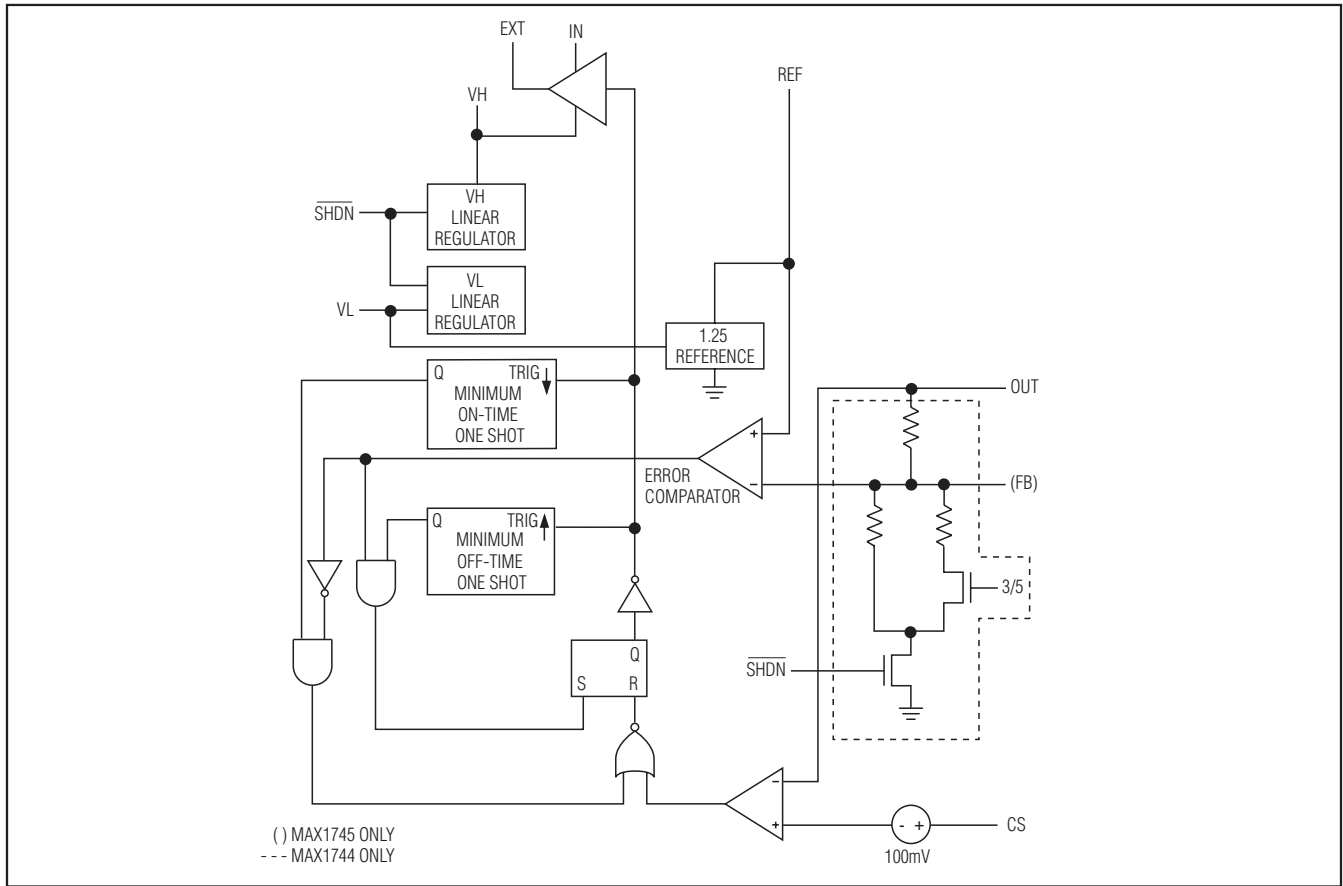 EXT
IN
REF
VH
VH
LINEAR
REGULATOR
S̅H̅D̅N̅
VL
LINEAR
REGULATOR
VL
1.25
REFERENCE
Q
TRIG
MINIMUM
ON-TIME
ONE SHOT
OUT
+
-
ERROR
COMPARATOR
(FB)
Q
TRIG
MINIMUM
OFF-TIME
ONE SHOT
3/5
Q
S
R
S̅H̅D̅N̅
-
+
- +
CS
100mV
( ) MAX1745 ONLY
- - - MAX1744 ONLY